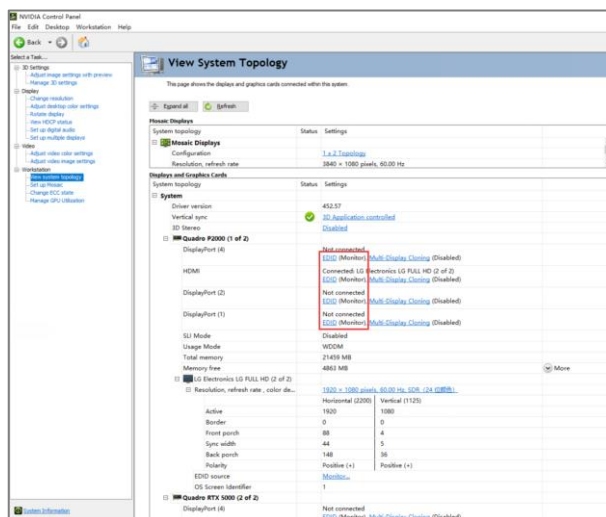 NVIDIA Control Panel
File Edit Desktop Workstation Help
Back
Select a Task...
3D Settings
Adjust image settings with preview
Manage 3D settings
Display
Change resolution
Adjust desktop color settings
Rotate display
View HDCP status
Set up digital audio
Set up multiple displays
Video
Adjust video color settings
Adjust video image settings
Workstation
View system topology
Set up Mosaic
Change ECC state
Manage GPU Utilization
System Information
View System Topology
This page shows the displays and graphics cards connected within this system.
Expand all Refresh
Mosaic Displays
System topology Status Settings
Mosaic Displays
Configuration 1 x 2 Topology
Resolution, refresh rate 3840 × 1080 pixels, 60.00 Hz
Displays and Graphics Cards
System topology Status Settings
System
Driver version 452.57
Vertical sync 3D Application controlled
3D Stereo Disabled
Quadro P2000 (1 of 2)
DisplayPort (4) Not connected
EDID (Monitor), Multi-Display Cloning (Disabled)
HDMI Connected: LG Electronics LG FULL HD (2 of 2)
EDID (Monitor), Multi-Display Cloning (Disabled)
DisplayPort (2) Not connected
EDID (Monitor), Multi-Display Cloning (Disabled)
DisplayPort (1) Not connected
EDID (Monitor), Multi-Display Cloning (Disabled)
SLI Mode Disabled
Usage Mode WDDM
Total memory 21459 MB
Memory free 4863 MB
More
LG Electronics LG FULL HD (2 of 2)
Resolution, refresh rate , color de... 1920 × 1080 pixels, 60.00 Hz, SDR, (24 位颜色)
Horizontal (2200) Vertical (1125)
Active 1920 1080
Border 0 0
Front porch 88 4
Sync width 44 5
Back porch 148 36
Polarity Positive (+) Positive (+)
EDID source Monitor...
OS Screen Identifier 1
Quadro RTX 5000 (2 of 2)
DisplayPort (4) Not connected
EDID (Monitor), Multi-Display Cloning (Disabled)